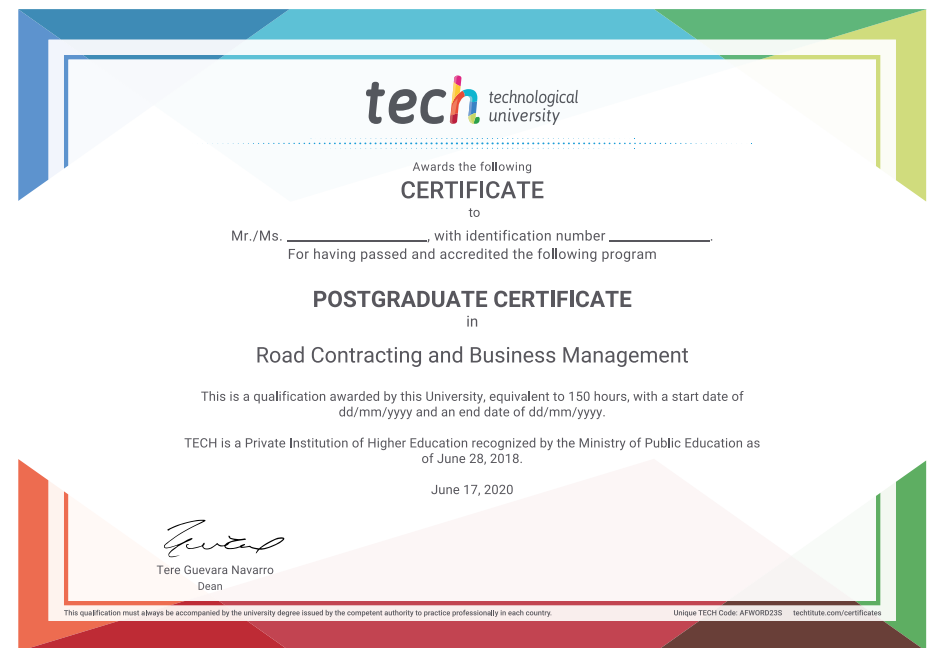 tech technological
university
Awards the following
CERTIFICATE
to
Mr./Ms. ____________________, with identification number ______________.
For having passed and accredited the following program
POSTGRADUATE CERTIFICATE
in
Road Contracting and Business Management
This is a qualification awarded by this University, equivalent to 150 hours, with a start date of
dd/mm/yyyy and an end date of dd/mm/yyyy.
TECH is a Private Institution of Higher Education recognized by the Ministry of Public Education as
of June 28, 2018.
June 17, 2020
Tere Guevara Navarro
Dean
This qualification must always be accompanied by the university degree issued by the competent authority to practice professionally in each country. Unique TECH Code: AFWORD23S techtitute.com/certificates